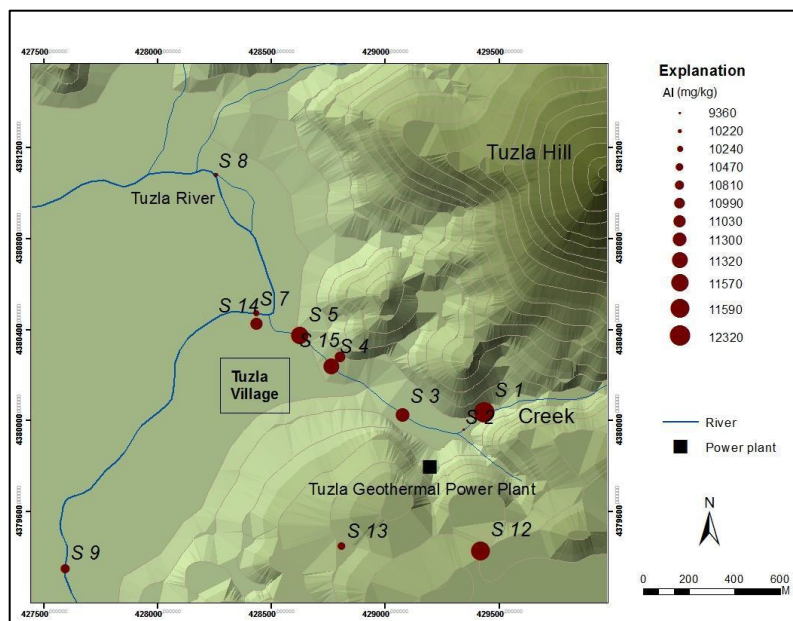 427500 428000 428500 429000 429500
Explanation
Al (mg/kg)
9360
10220
10240
10470
10810
10990
11030
11300
11320
11570
11590
12320
4381200
4380800
4380400
4380000
4379600
4381200
4380800
4380400
4380000
4379600
Tuzla Hill
S 8
Tuzla River
S 7
S 14
S 5
S 15
S 4
Tuzla
Village
S 3
S 1
S 2
Creek
Tuzla Geothermal Power Plant
S 13
S 12
S 9
River
Power plant
N
0 200 400 600
M
427500 428000 428500 429000 429500